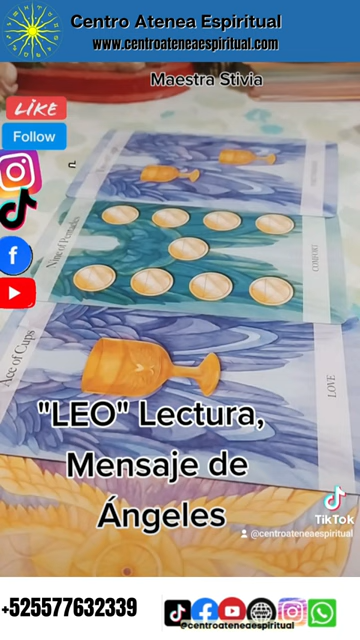 Centro Atenea Espiritual
www.centroateneaespiritual.com
Maestra Stivia
LIKE
Follow
Nine of Pentacles
COMFORT
Ace of Cups
LOVE
"LEO" Lectura,
Mensaje de
Ángeles
TikTok
@centroateneaespiritual
+525577632339
@centroateneaespiritual